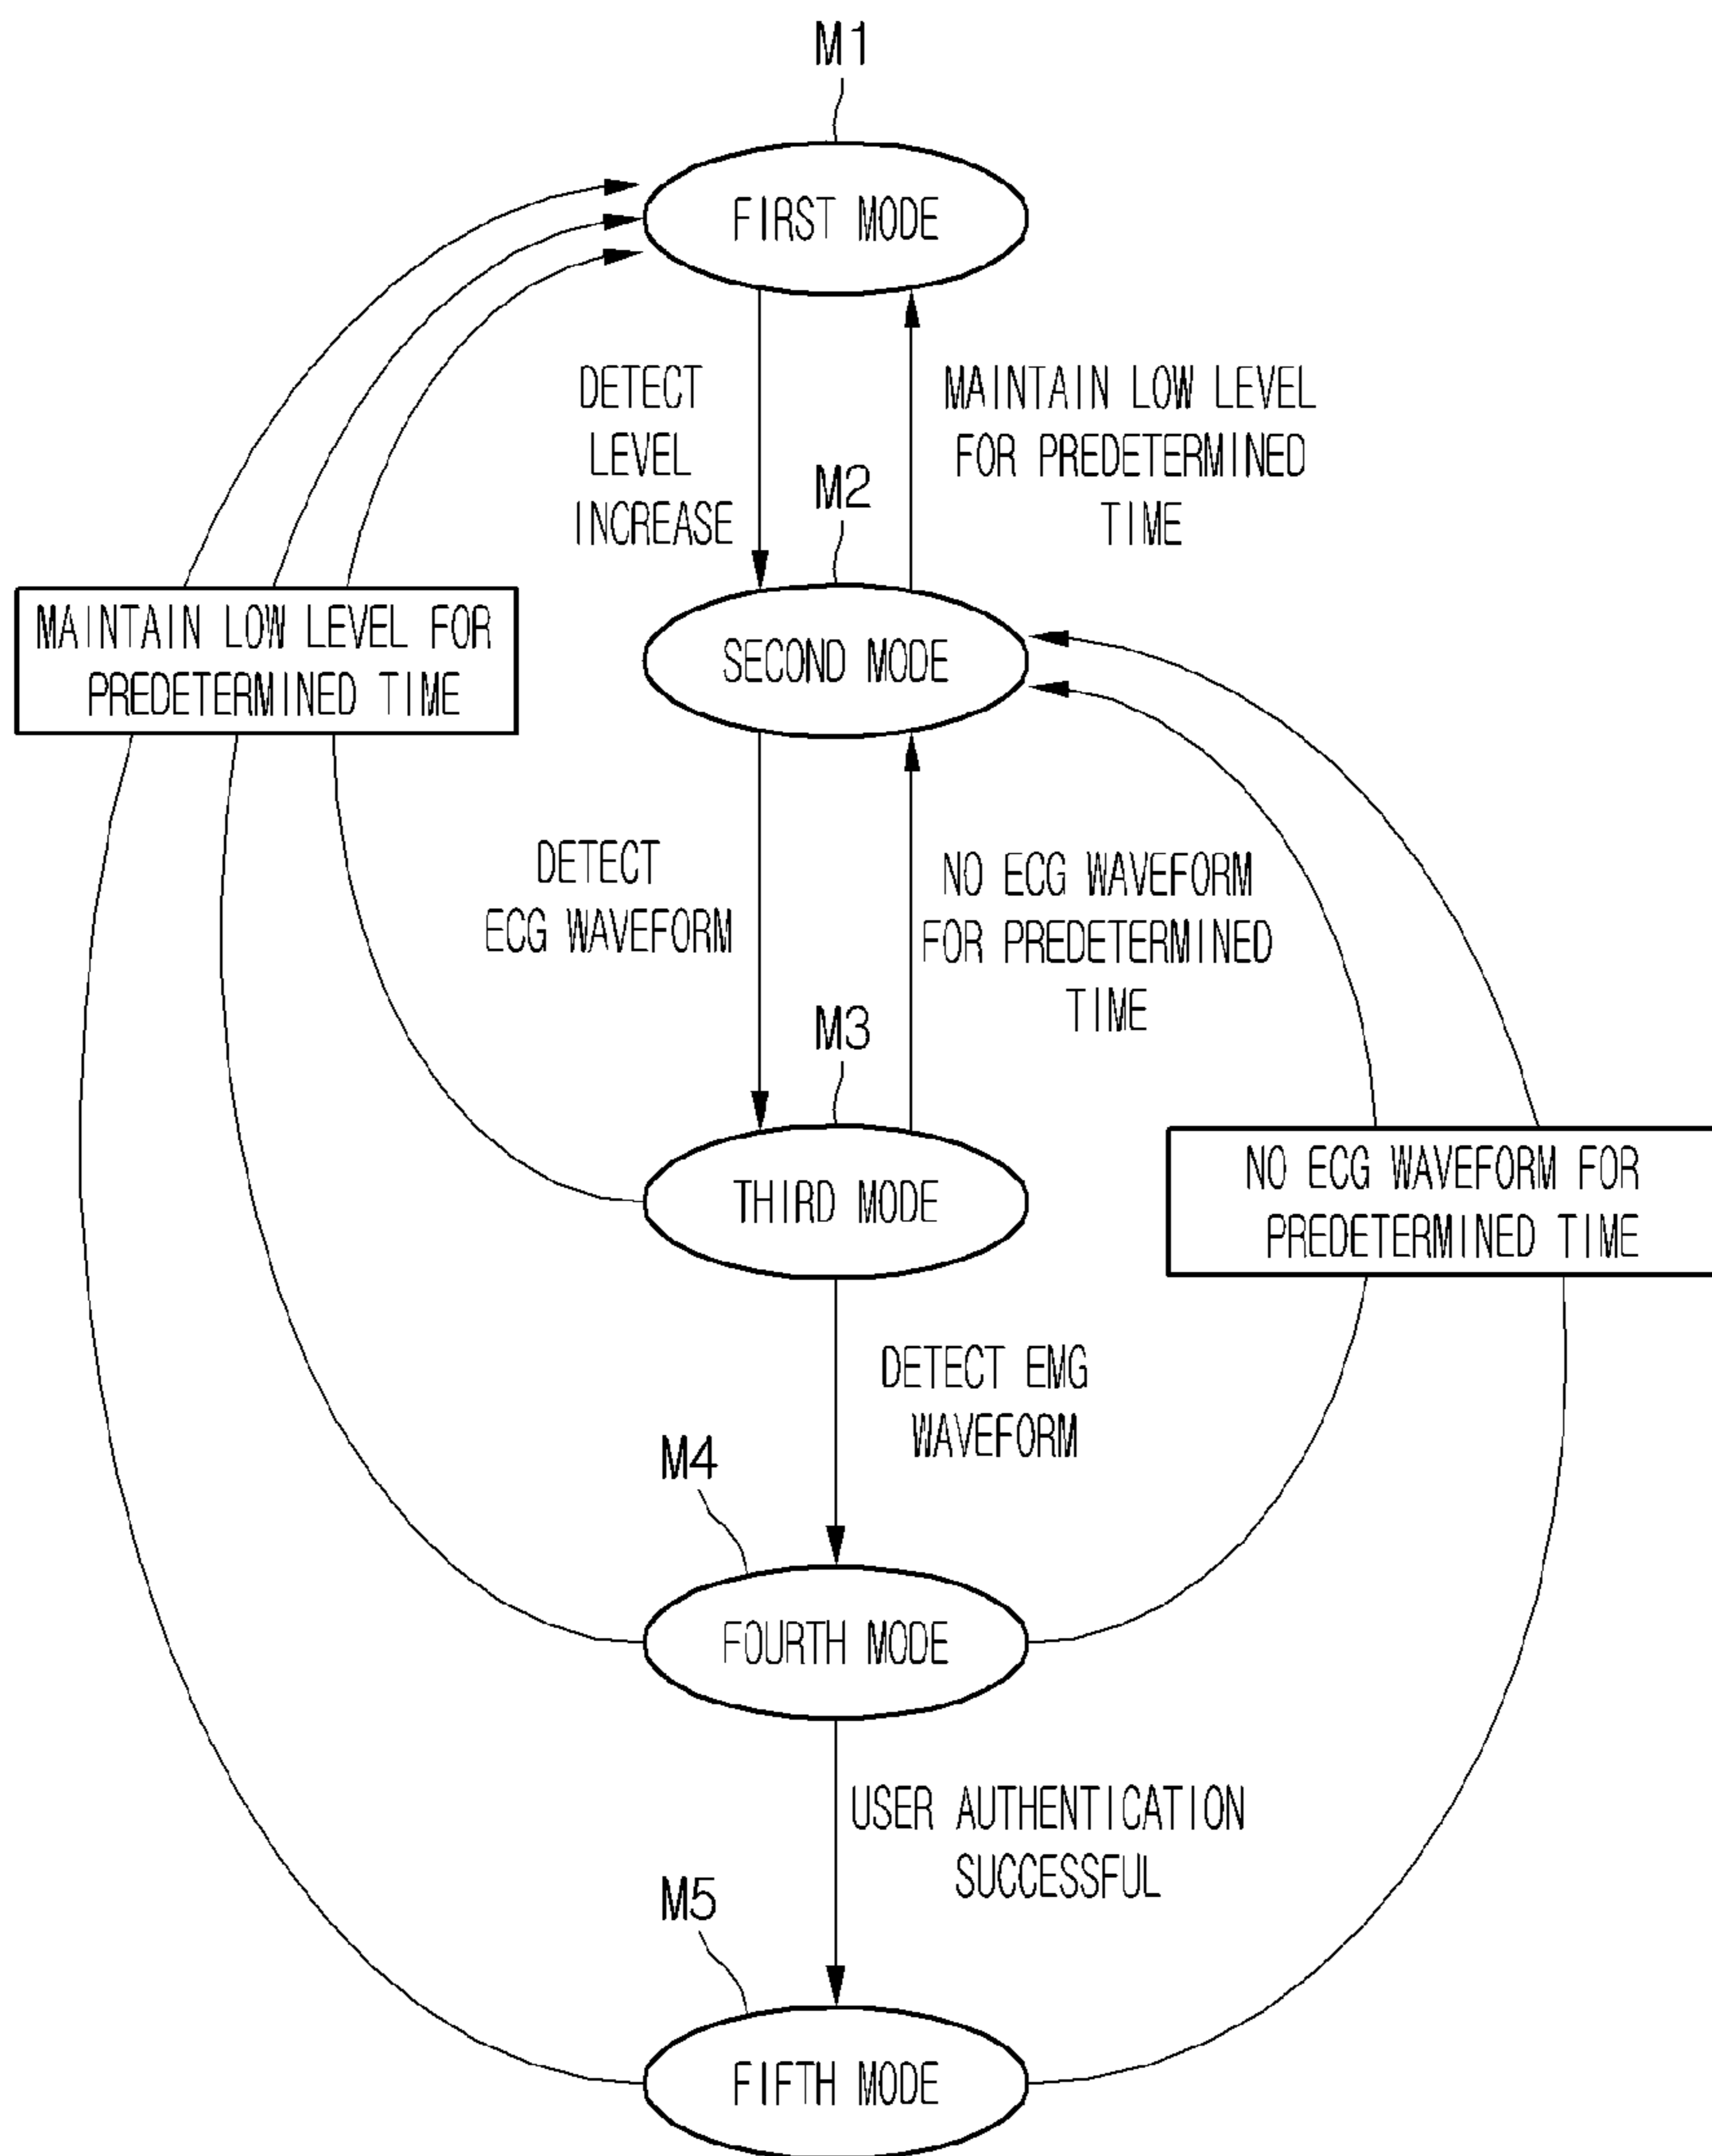 M1
FIRST MODE
DETECT
LEVEL
INCREASE
MAINTAIN LOW LEVEL
FOR PREDETERMINED
TIME
M2
MAINTAIN LOW LEVEL FOR
PREDETERMINED TIME
SECOND MODE
DETECT
ECG WAVEFORM
NO ECG WAVEFORM
FOR PREDETERMINED
TIME
M3
THIRD MODE
NO ECG WAVEFORM FOR
PREDETERMINED TIME
DETECT EMG
WAVEFORM
M4
FOURTH MODE
USER AUTHENTICATION
SUCCESSFUL
M5
FIFTH MODE